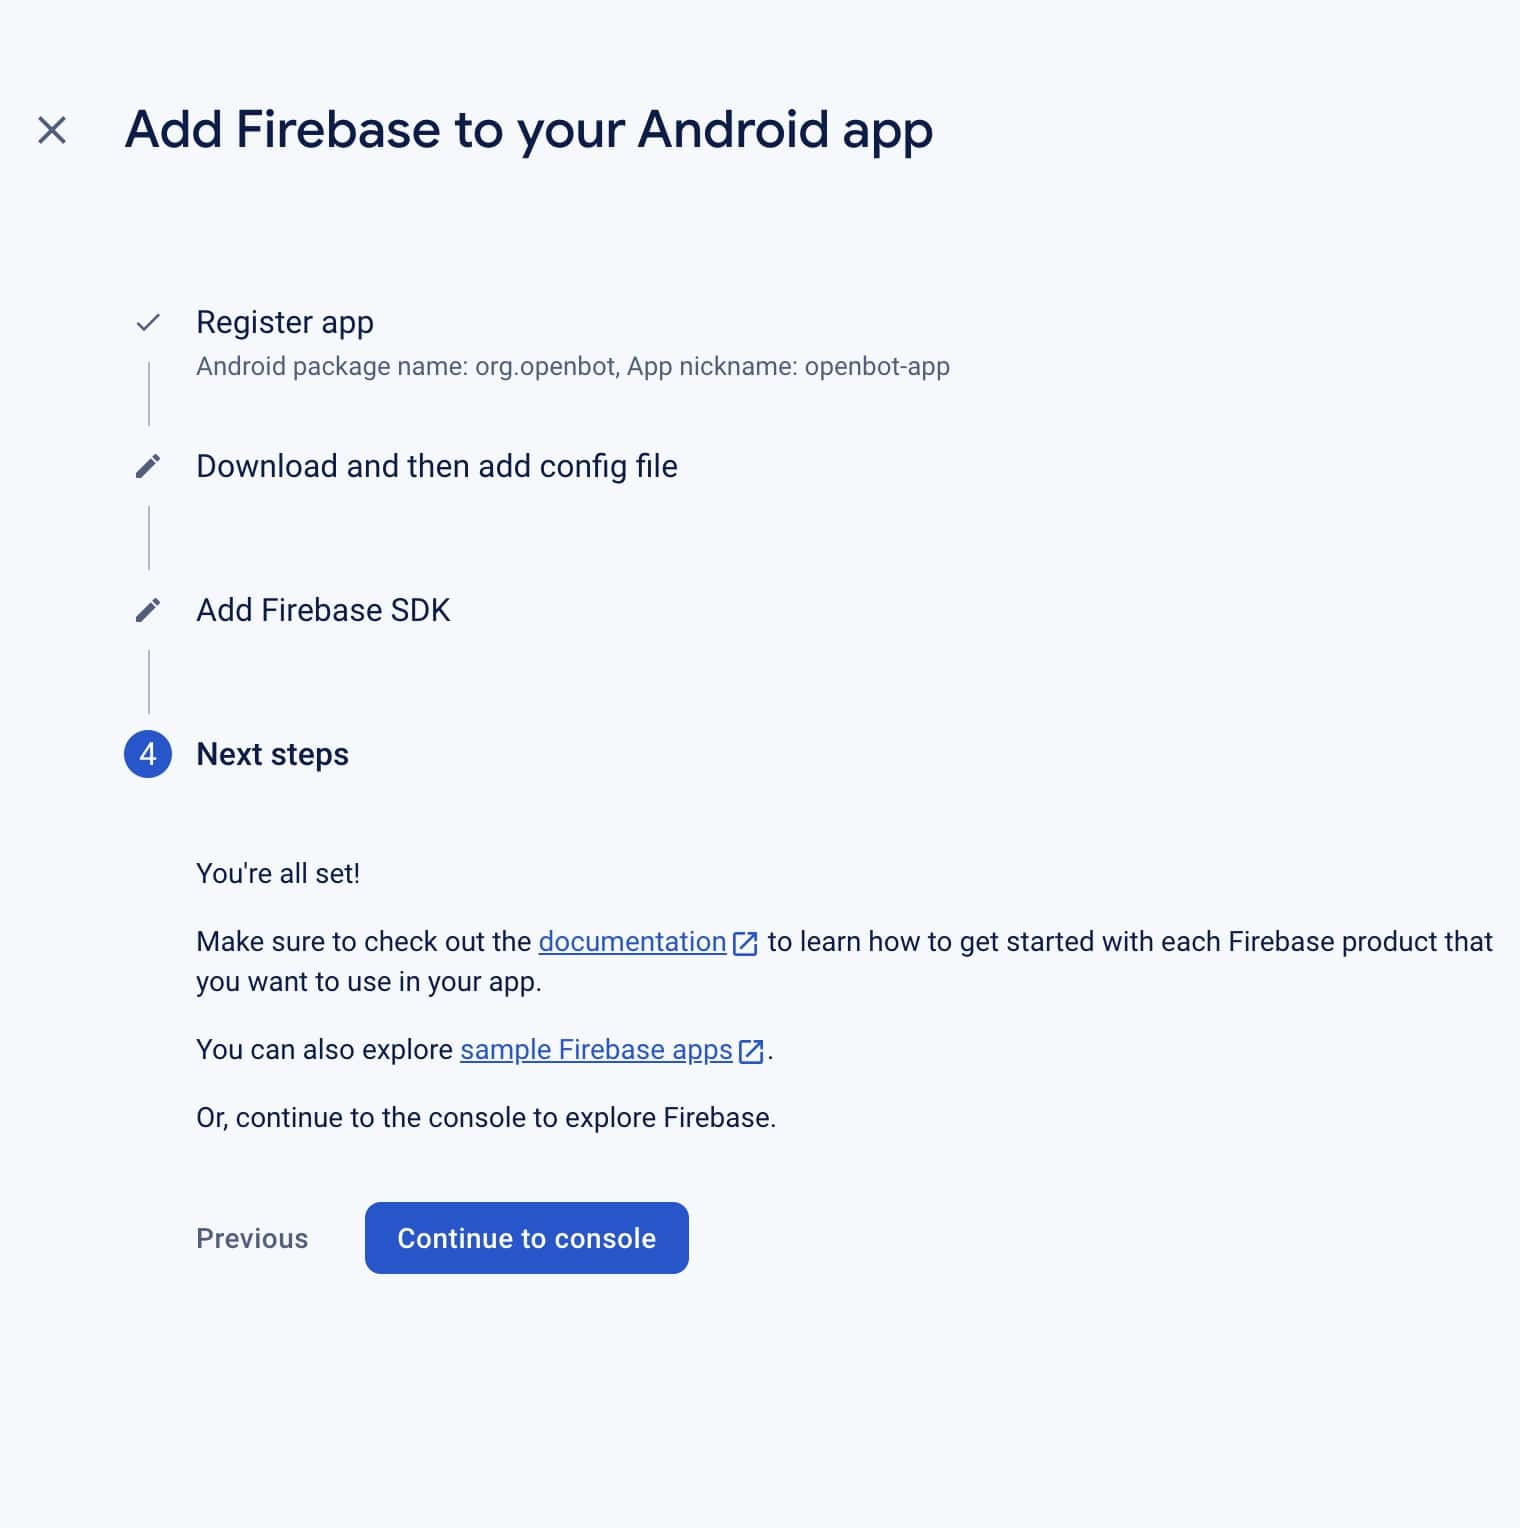 Add Firebase to your Android app
Register app
Android package name: org.openbot, App nickname: openbot-app
Download and then add config file
Add Firebase SDK
4 Next steps
You're all set!
Make sure to check out the documentation to learn how to get started with each Firebase product that
you want to use in your app.
You can also explore sample Firebase apps.
Or, continue to the console to explore Firebase.
Previous Continue to console